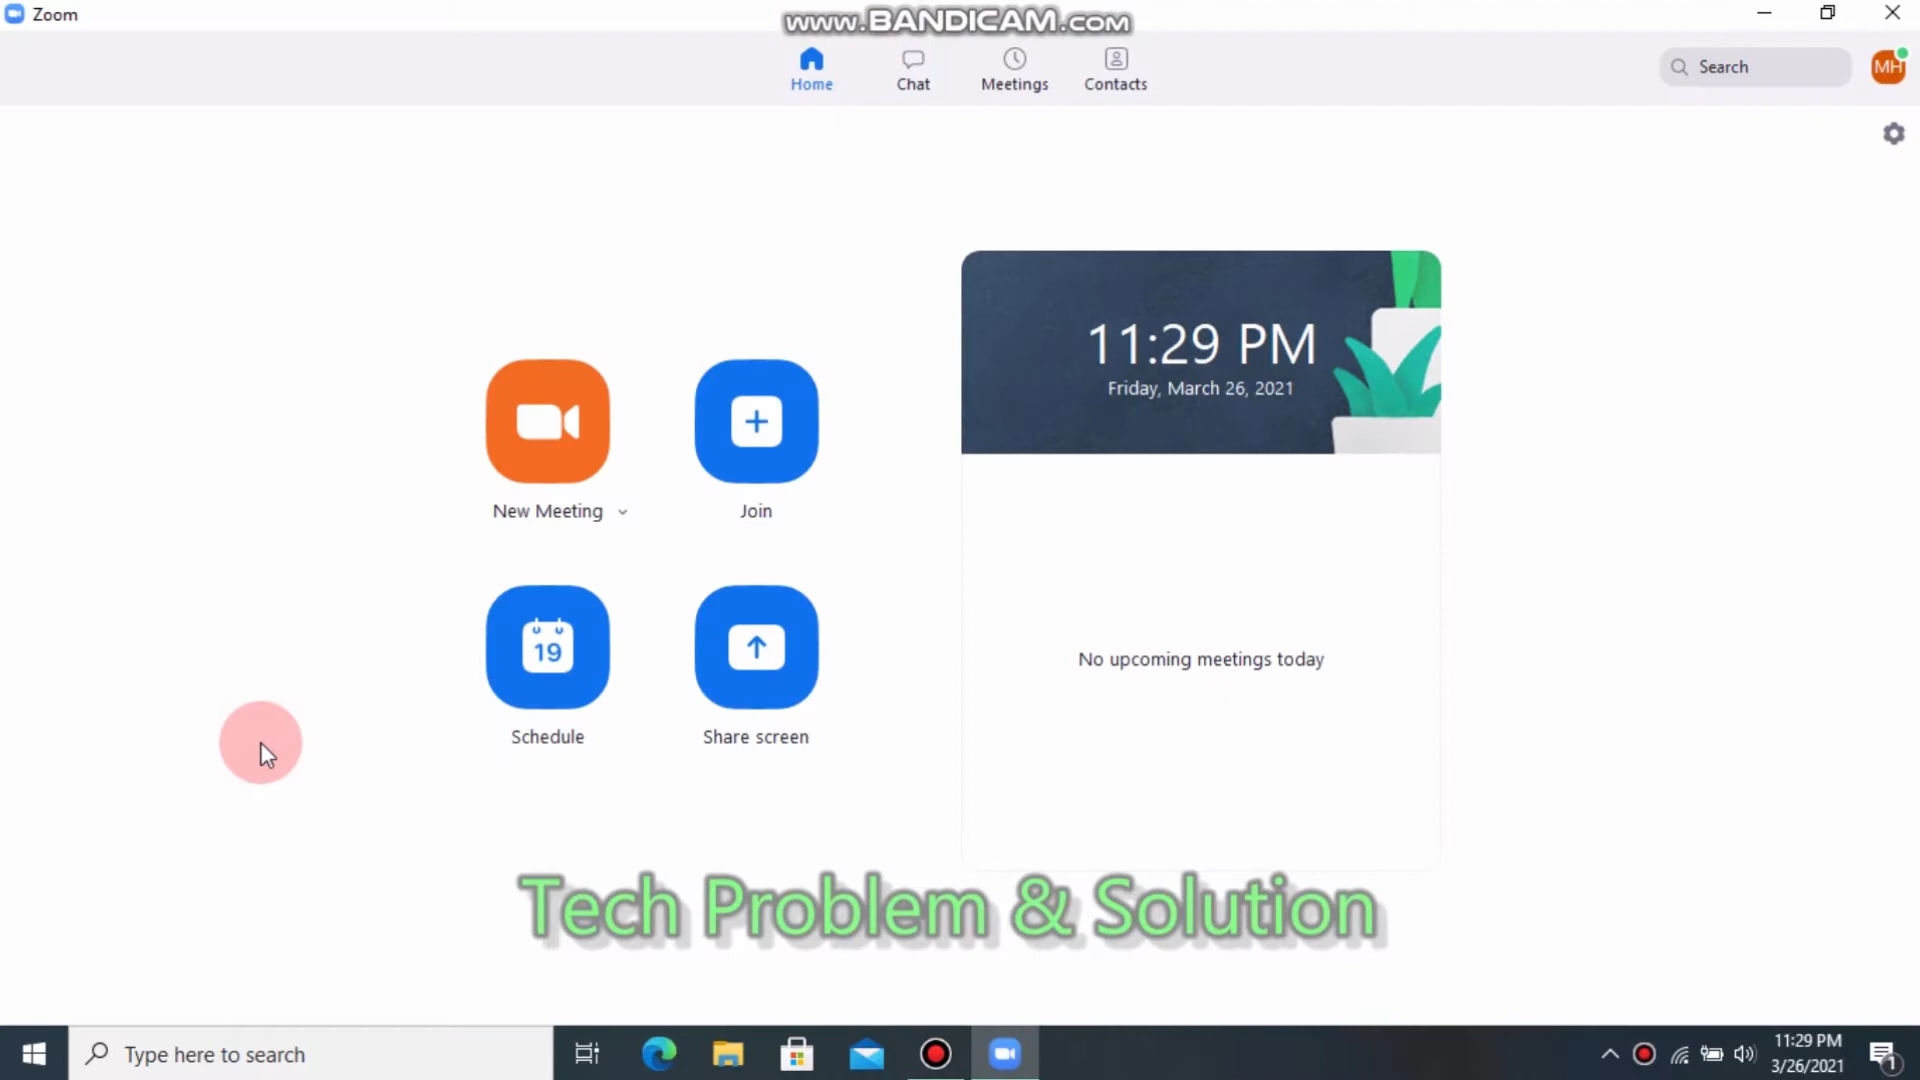 Zoom
www.BANDICAM.com
Home
Chat
Meetings
Contacts
Search
MH
11:29 PM
Friday, March 26, 2021
New Meeting
Join
No upcoming meetings today
19
Schedule
Share screen
Tech Problem & Solution
Type here to search
11:29 PM
3/26/2021
1